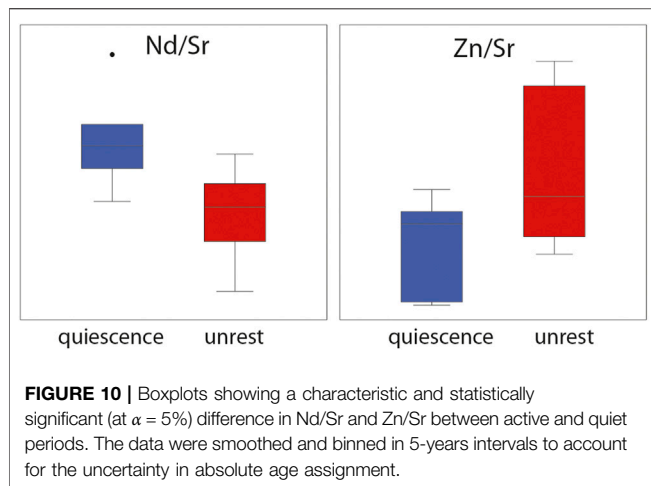 Nd/Sr
Zn/Sr
quiescence
unrest
quiescence
unrest
FIGURE 10 | Boxplots showing a characteristic and statistically
significant (at α = 5%) difference in Nd/Sr and Zn/Sr between active and quiet
periods. The data were smoothed and binned in 5-years intervals to account
for the uncertainty in absolute age assignment.